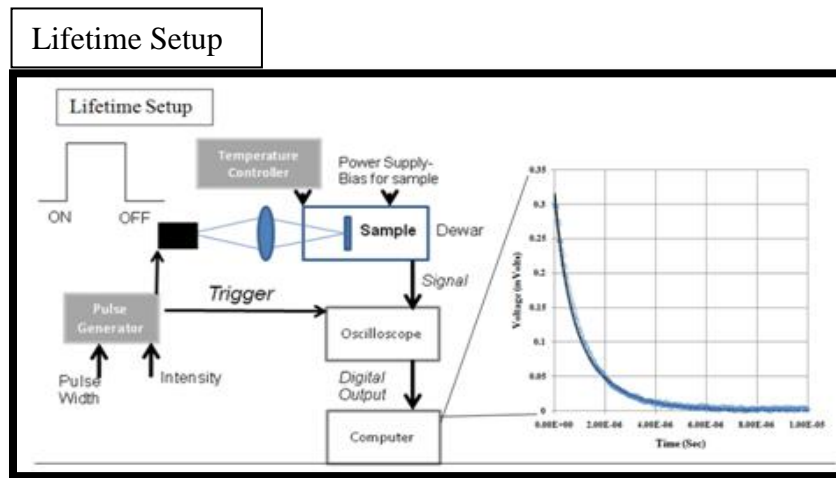 Lifetime Setup
Lifetime Setup
Temperature
Controller
Power Supply-
Bias for sample
ON
OFF
Sample
Dewar
Signal
Trigger
Pulse
Generator
Oscilloscope
Pulse
Width
Intensity
Digital
Output
Computer
Voltage (mVolts)
0.35
0.3
0.25
0.2
0.15
0.1
0.05
0
0.00E+00 2.00E-06 4.00E-06 6.00E-06 8.00E-06 1.00E-05
Time (Sec)